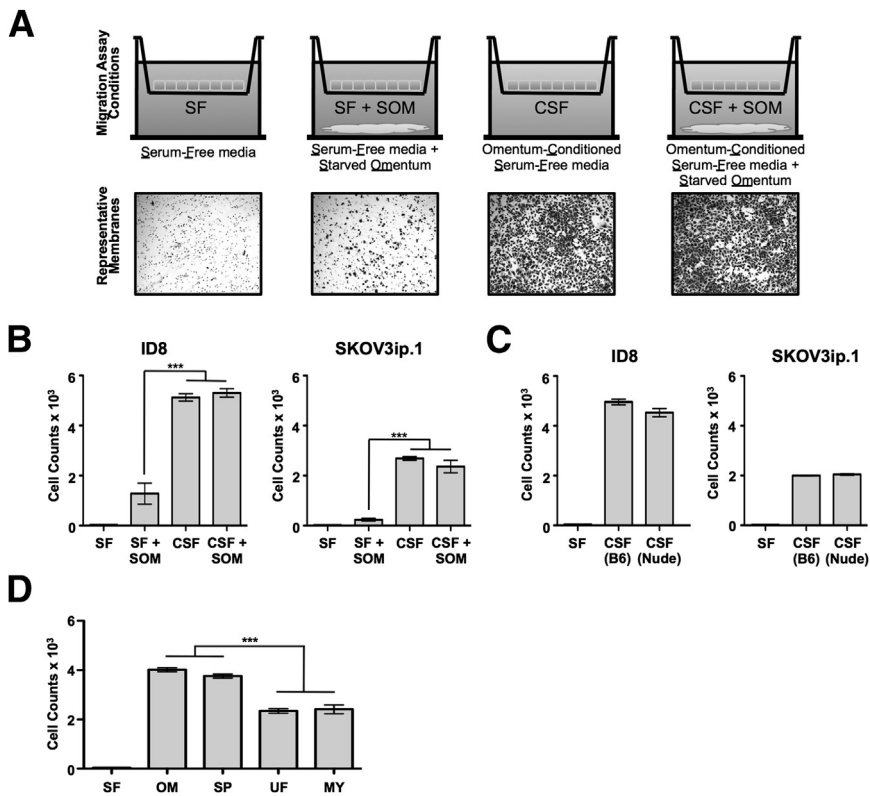 A
Migration Assay
Conditions
SF
SF + SOM
CSF
CSF + SOM
Serum-Free media
Serum-Free media +
Starved Omentum
Omentum-Conditioned
Serum-Free media
Omentum-Conditioned
Serum-Free media +
Starved Omentum
Representative
Membranes
B
ID8
Cell Counts x 10³
6
4
2
0
***
SF
SF +
SOM
CSF
CSF +
SOM
SKOV3ip.1
Cell Counts x 10³
6
4
2
0
***
SF
SF +
SOM
CSF
CSF +
SOM
C
ID8
Cell Counts x 10³
6
4
2
0
SF
CSF
(B6)
CSF
(Nude)
SKOV3ip.1
Cell Counts x 10³
6
4
2
0
SF
CSF
(B6)
CSF
(Nude)
D
Cell Counts x 10³
6
4
2
0
***
SF
OM
SP
UF
MY